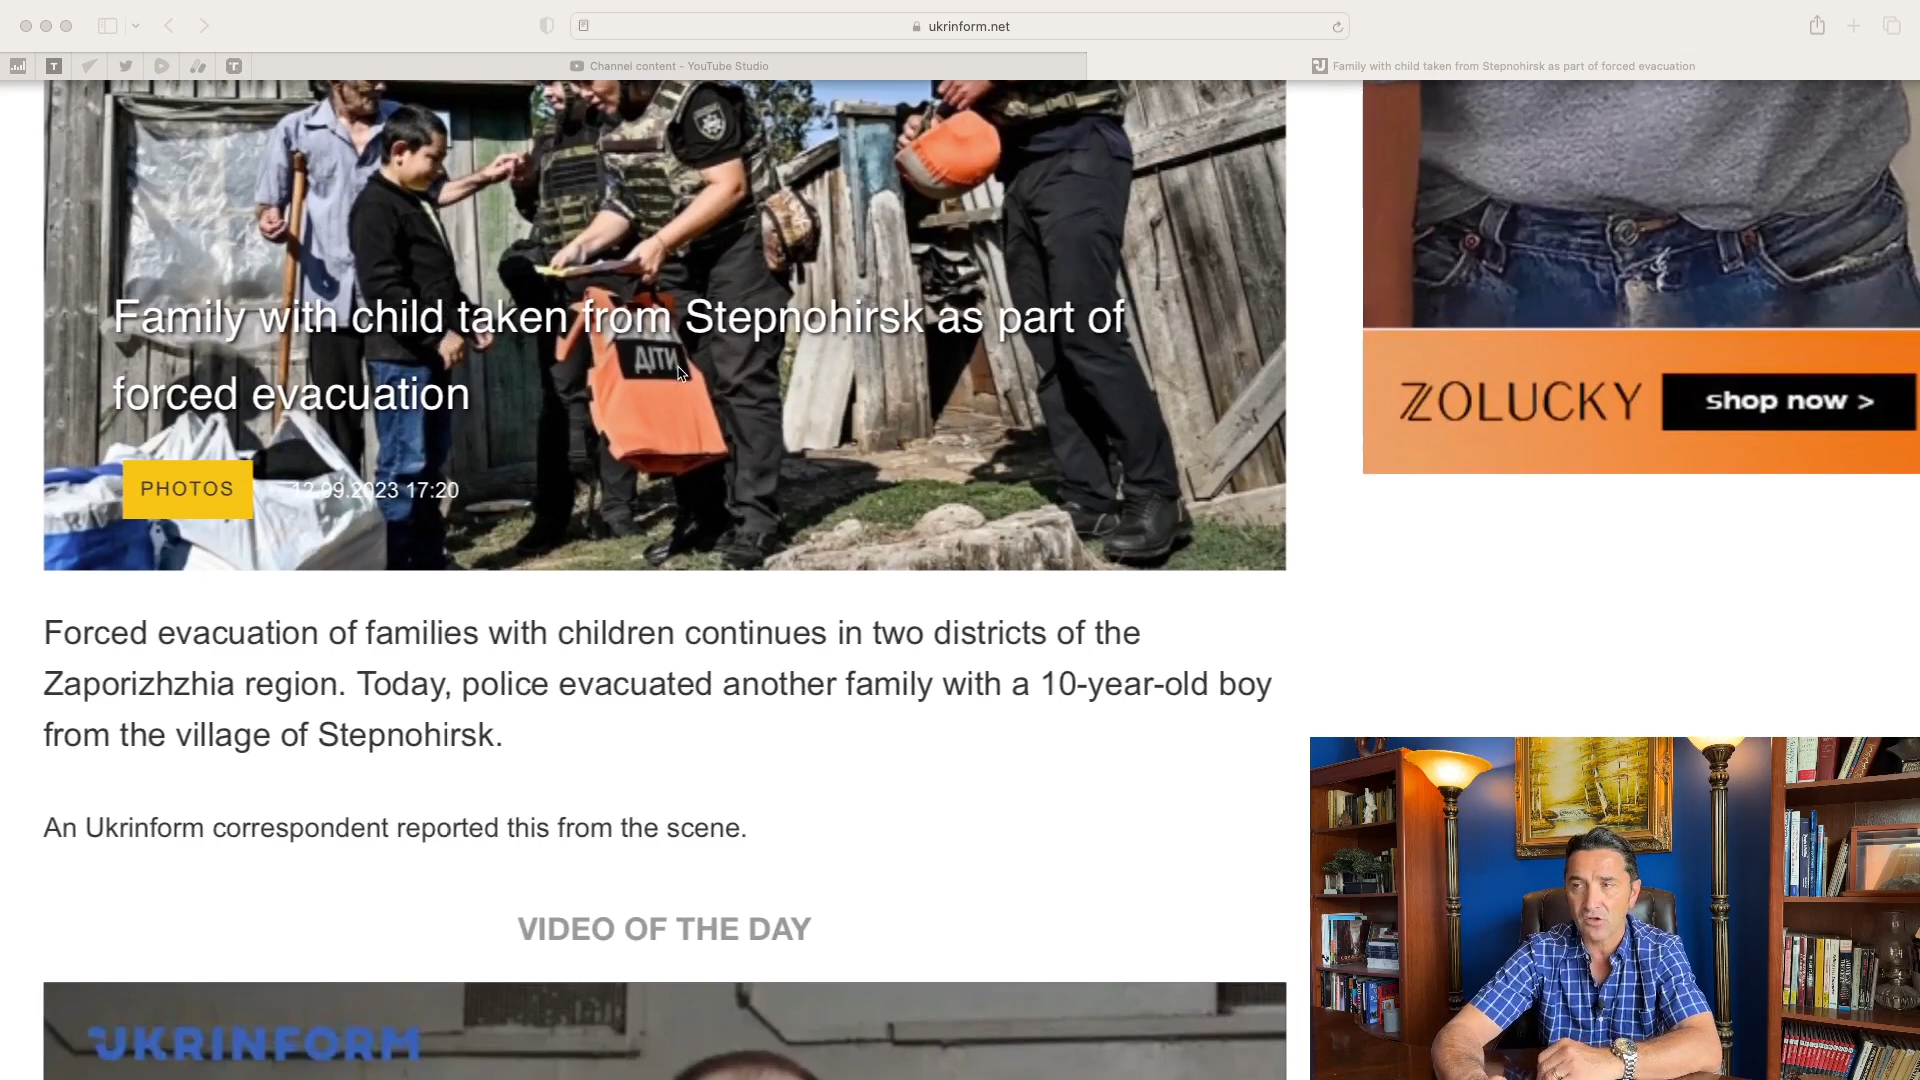 ukrinform.net
Channel content - YouTube Studio
Family with child taken from Stepnohirsk as part of forced evacuation
Family with child taken from Stepnohirsk as part of
forced evacuation
ДІТИ
PHOTOS
12.09.2023 17:20
ZOLUCKY
shop now >
Forced evacuation of families with children continues in two districts of the
Zaporizhzhia region. Today, police evacuated another family with a 10-year-old boy
from the village of Stepnohirsk.
An Ukrinform correspondent reported this from the scene.
VIDEO OF THE DAY
UKRINFORM